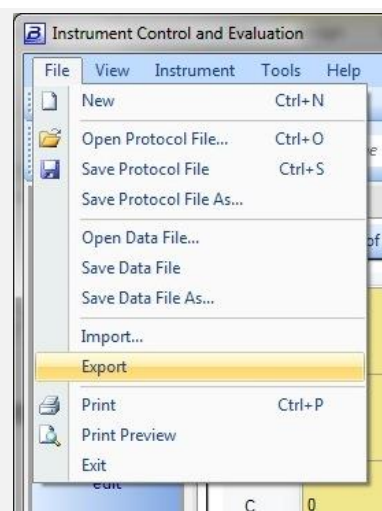 Instrument Control and Evaluation
File View Instrument Tools Help
New Ctrl+N
Open Protocol File... Ctrl+O
Save Protocol File Ctrl+S
Save Protocol File As...
Open Data File...
Save Data File
Save Data File As...
Import...
Export
Print Ctrl+P
Print Preview
Exit
edit
C 0